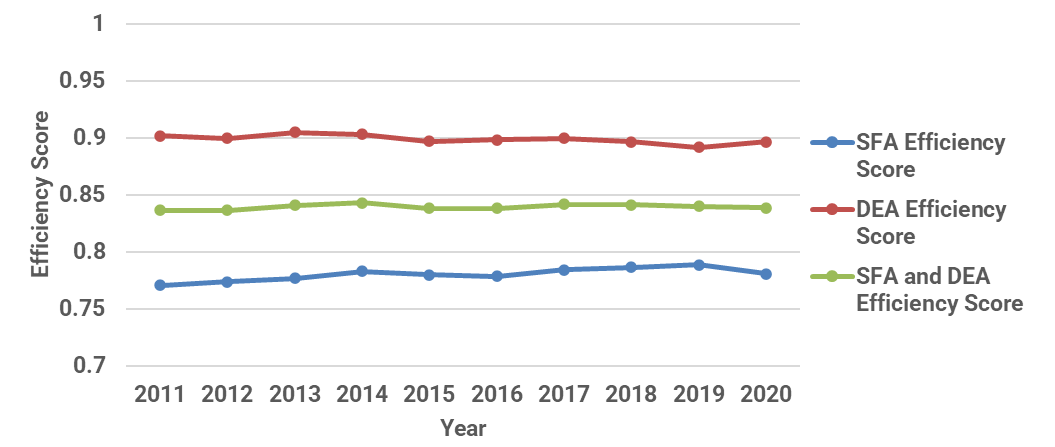 1
0.95
0.9
0.85
0.8
0.75
0.7
Efficiency Score
2011 2012 2013 2014 2015 2016 2017 2018 2019 2020
Year
SFA Efficiency
Score
DEA Efficiency
Score
SFA and DEA
Efficiency Score